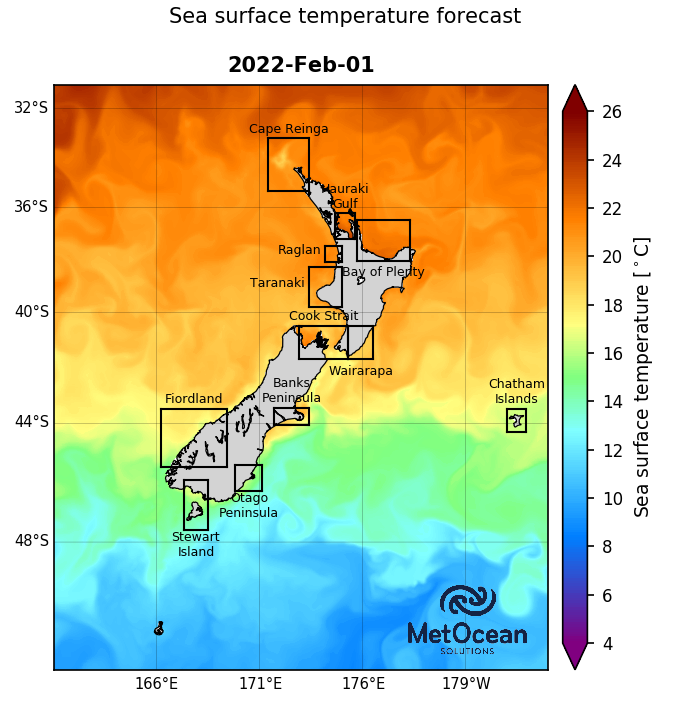 Sea surface temperature forecast
2022-Feb-01
32°S
36°S
40°S
44°S
48°S
Cape Reinga
Hauraki
Gulf
Raglan
Bay of Plenty
Taranaki
Cook Strait
Wairarapa
Banks
Peninsula
Fiordland
Chatham
Islands
Otago
Peninsula
Stewart
Island
MetOcean
SOLUTIONS
166°E
171°E
176°E
179°W
26
24
22
20
18
16
14
12
10
8
6
4
Sea surface temperature [°C]